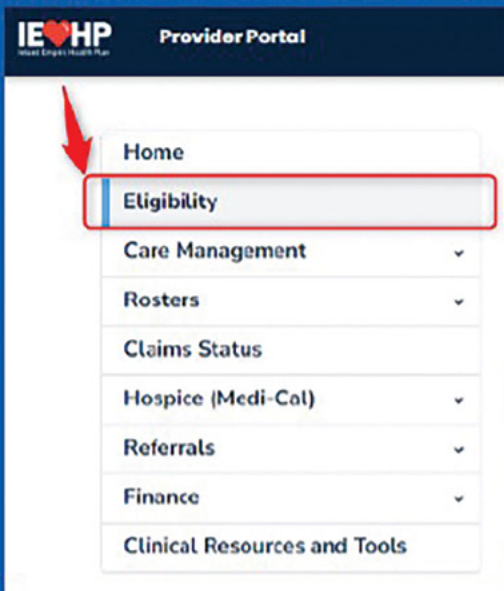 IEHP
Inland Empire Health Plan
Provider Portal
Home
Eligibility
Care Management
Rosters
Claims Status
Hospice (Medi-Cal)
Referrals
Finance
Clinical Resources and Tools